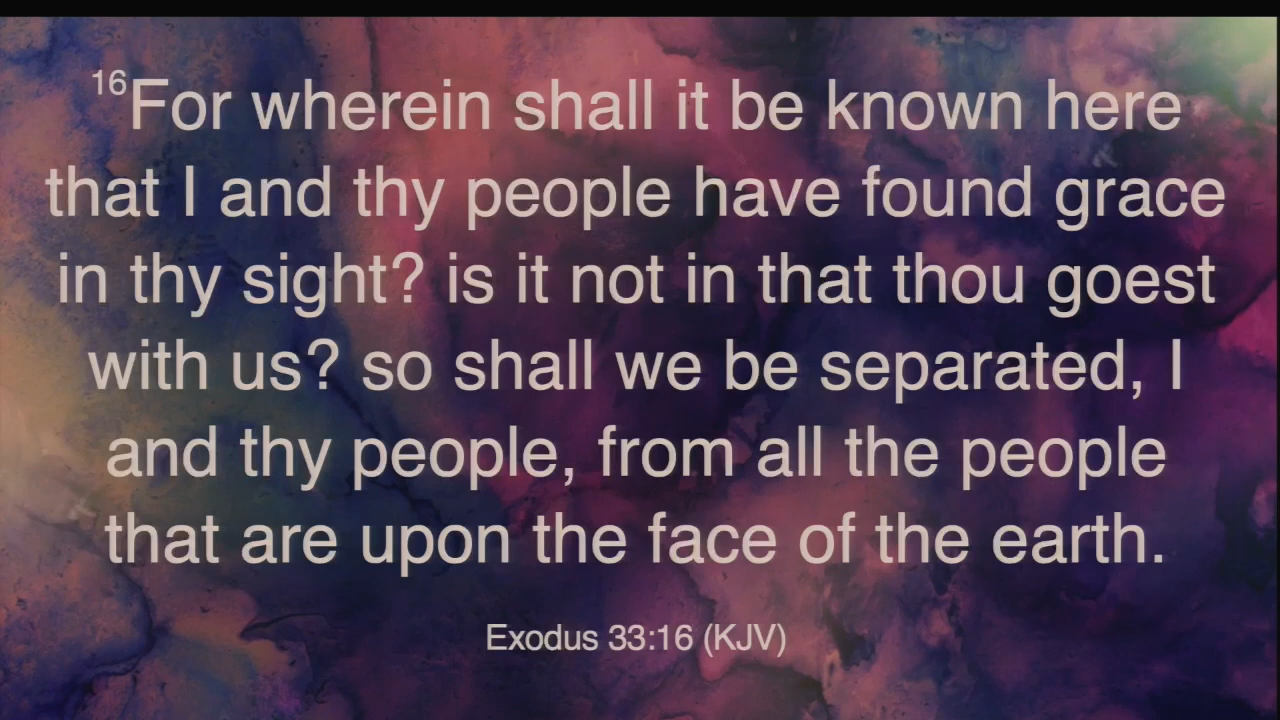 16For wherein shall it be known here
that I and thy people have found grace
in thy sight? is it not in that thou goest
with us? so shall we be separated, I
and thy people, from all the people
that are upon the face of the earth.
Exodus 33:16 (KJV)